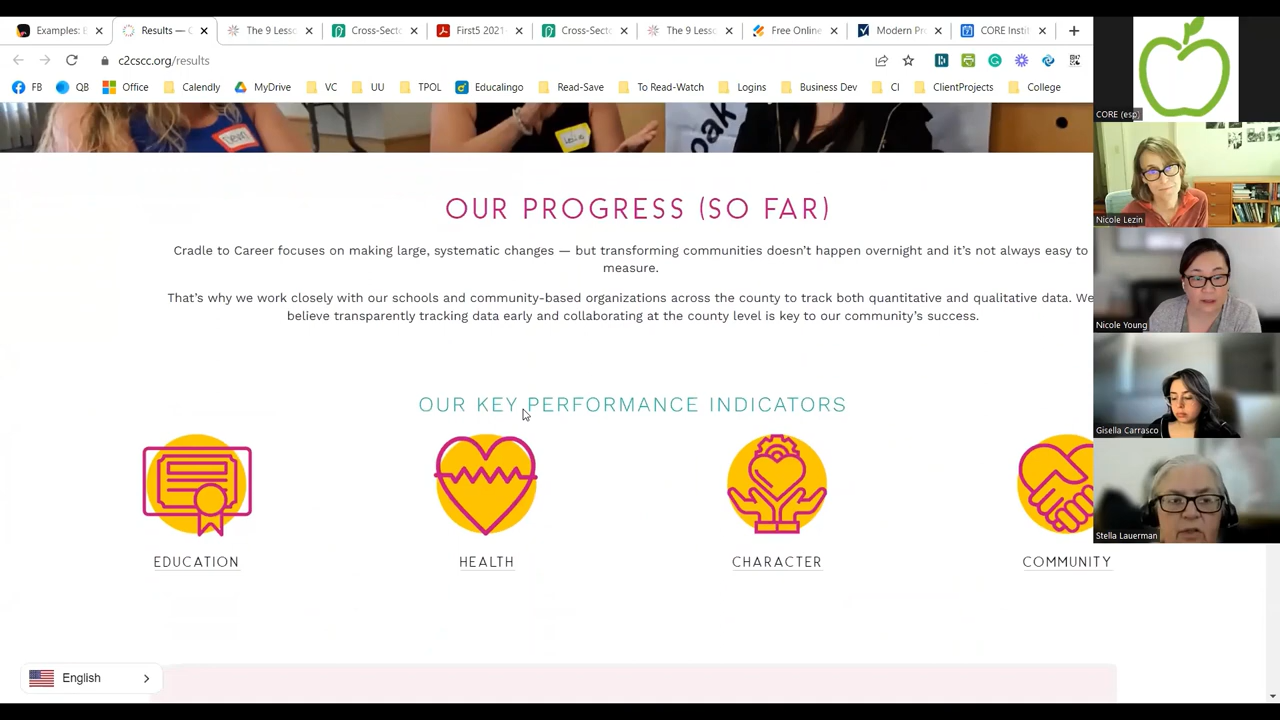 Examples: E
Results — C
The 9 Less
Cross-Sect
First5 2021
Cross-Sect
The 9 Less
Free Online
Modern Pr
CORE Insti
c2cscc.org/results
FB
QB
Office
Calendly
MyDrive
VC
UU
TPOL
Educalingo
Read-Save
To Read-Watch
Logins
Business Dev
CI
ClientProjects
College
oak
OUR PROGRESS (SO FAR)
Cradle to Career focuses on making large, systematic changes — but transforming communities doesn't happen overnight and it's not always easy to
measure.
That's why we work closely with our schools and community-based organizations across the county to track both quantitative and qualitative data. We
believe transparently tracking data early and collaborating at the county level is key to our community's success.
OUR KEY PERFORMANCE INDICATORS
EDUCATION
HEALTH
CHARACTER
COMMUNITY
English
CORE (esp)
Nicole Lezin
Nicole Young
Gisella Carrasco
Stella Lauerman